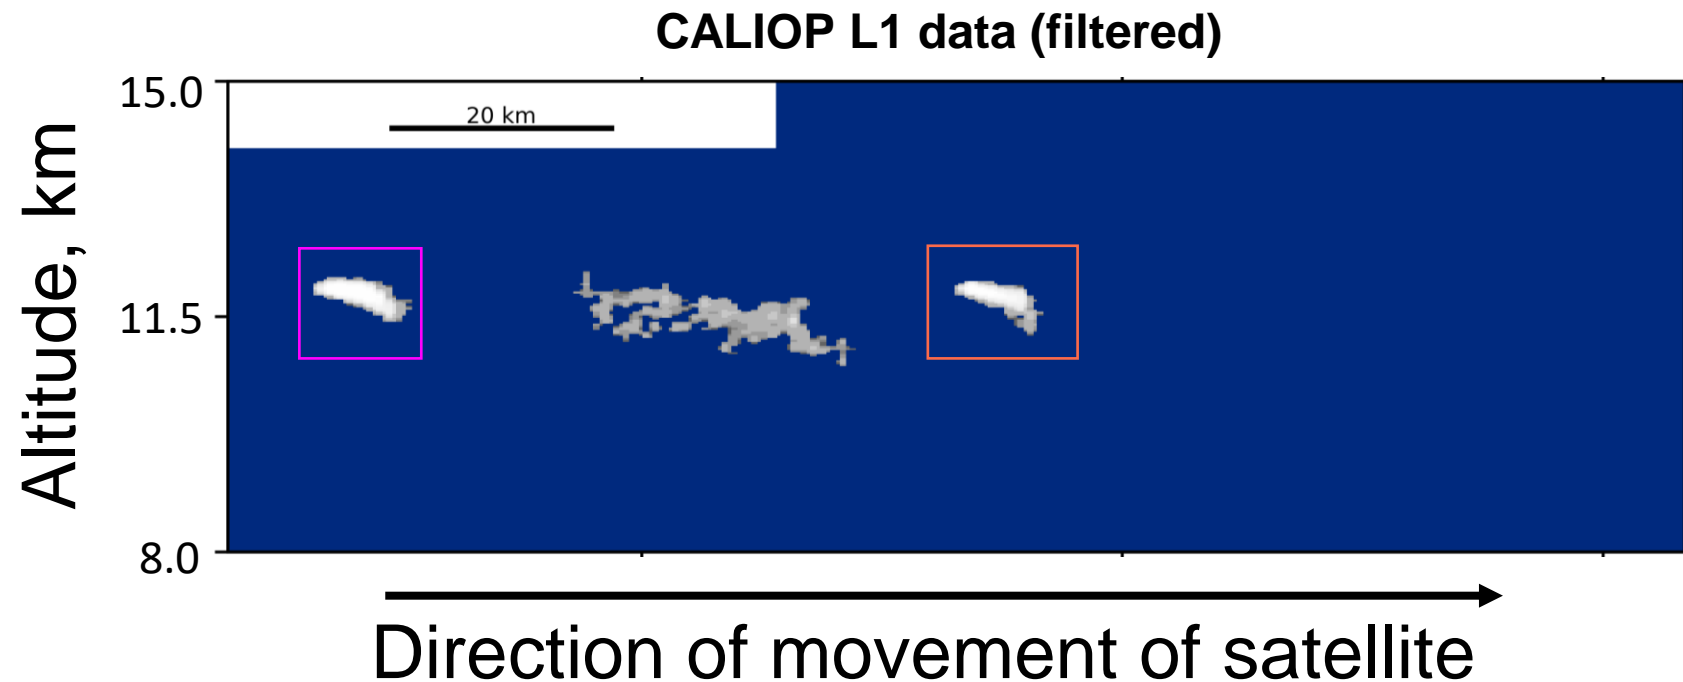 CALIOP L1 data (filtered)
15.0
20 km
11.5
8.0
Altitude, km
Direction of movement of satellite